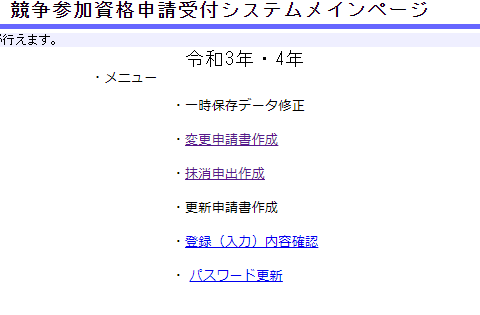 競争参加資格申請受付システムメインページ
が行えます。
令和3年・4年
・メニュー
・一時保存データ修正
・変更申請書作成
・抹消申出作成
・更新申請書作成
・登録（入力）内容確認
・ パスワード更新